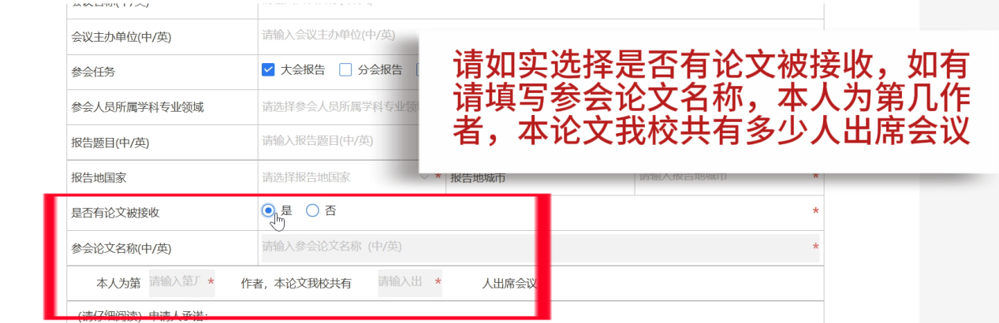 会议主办单位(中/英)
请输入会议主办单位(中/英)
参会任务
大会报告
分会报告
参会人员所属学科专业领域
请选择参会人员所属学科专业领
报告题目(中/英)
请输入报告题目(中/英)
报告地国家
请选择报告地国家
*
报告地城市
请输入报告地城市
*
请如实选择是否有论文被接收，如有
请填写参会论文名称，本人为第几作
者，本论文我校共有多少人出席会议
是否有论文被接收
是
否
*
参会论文名称(中/英)
请输入参会论文名称 (中/英)
*
本人为第 请输入第 * 作者，本论文我校共有 请输入出 * 人出席会议
(请仔细阅读) 申请人承诺：